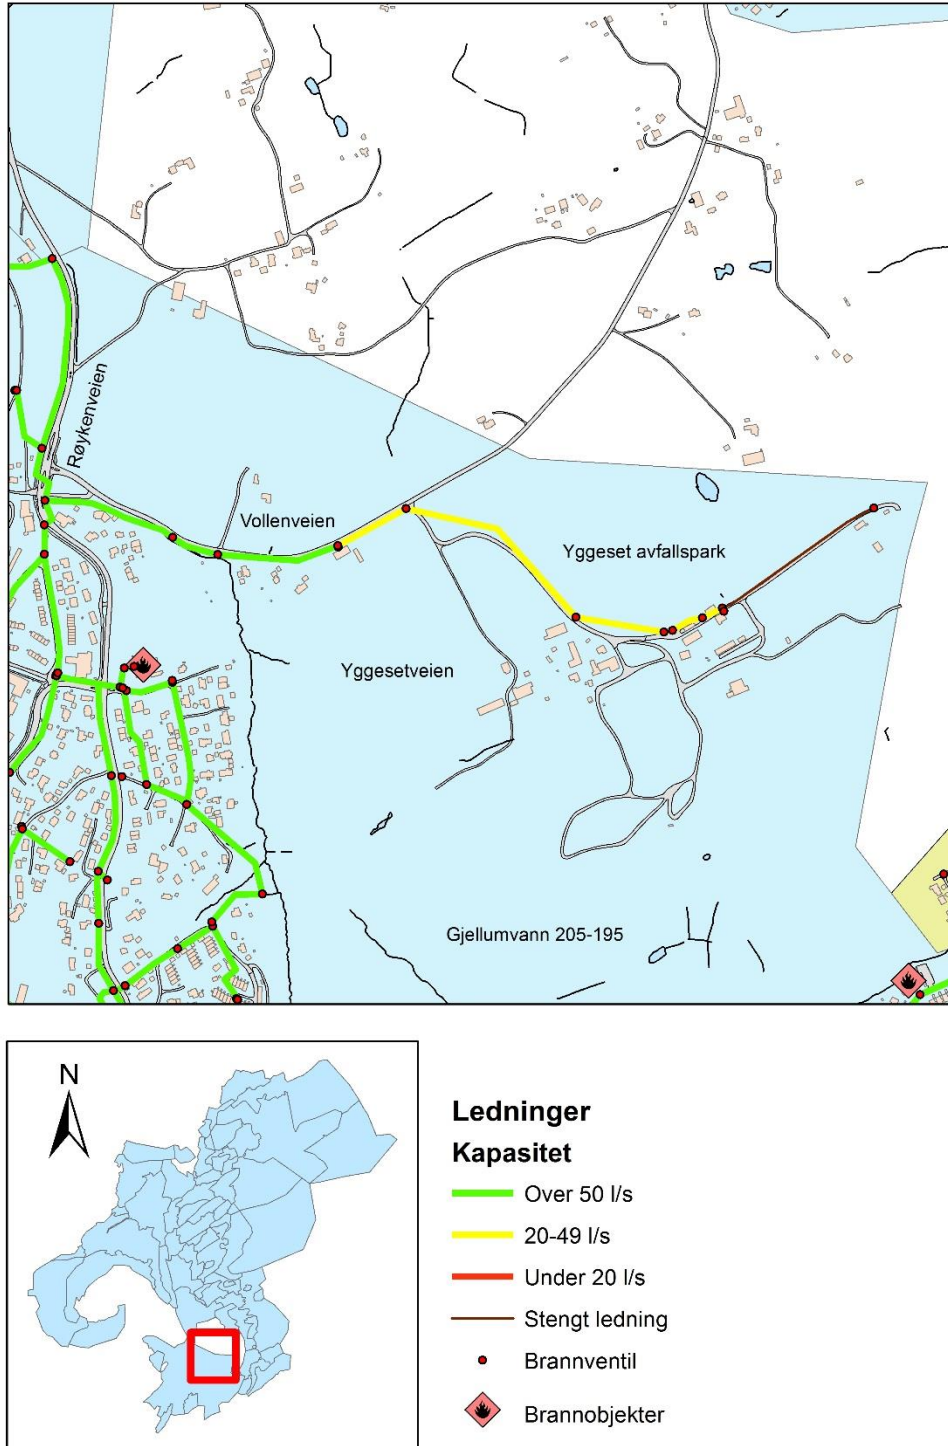 Røykenveien
Vollenveien
Yggeset avfallspark
Yggesetveien
Gjellumvann 205-195
N
Ledninger
Kapasitet
Over 50 l/s
20-49 l/s
Under 20 l/s
Stengt ledning
Brannventil
Brannobjekter